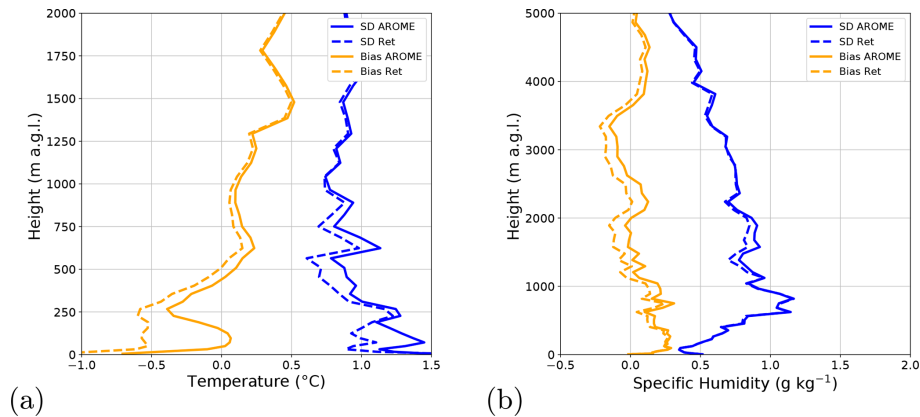 2000
1750
1500
1250
1000
750
500
250
0
Height (m a.g.l.)
SD AROME
SD Ret
Bias AROME
Bias Ret
−1.0
−0.5
0.0
0.5
1.0
1.5
Temperature (°C)
(a)
5000
4000
3000
2000
1000
0
Height (m a.g.l.)
SD AROME
SD Ret
Bias AROME
Bias Ret
−0.5
0.0
0.5
1.0
1.5
2.0
Specific Humidity (g kg⁻¹)
(b)